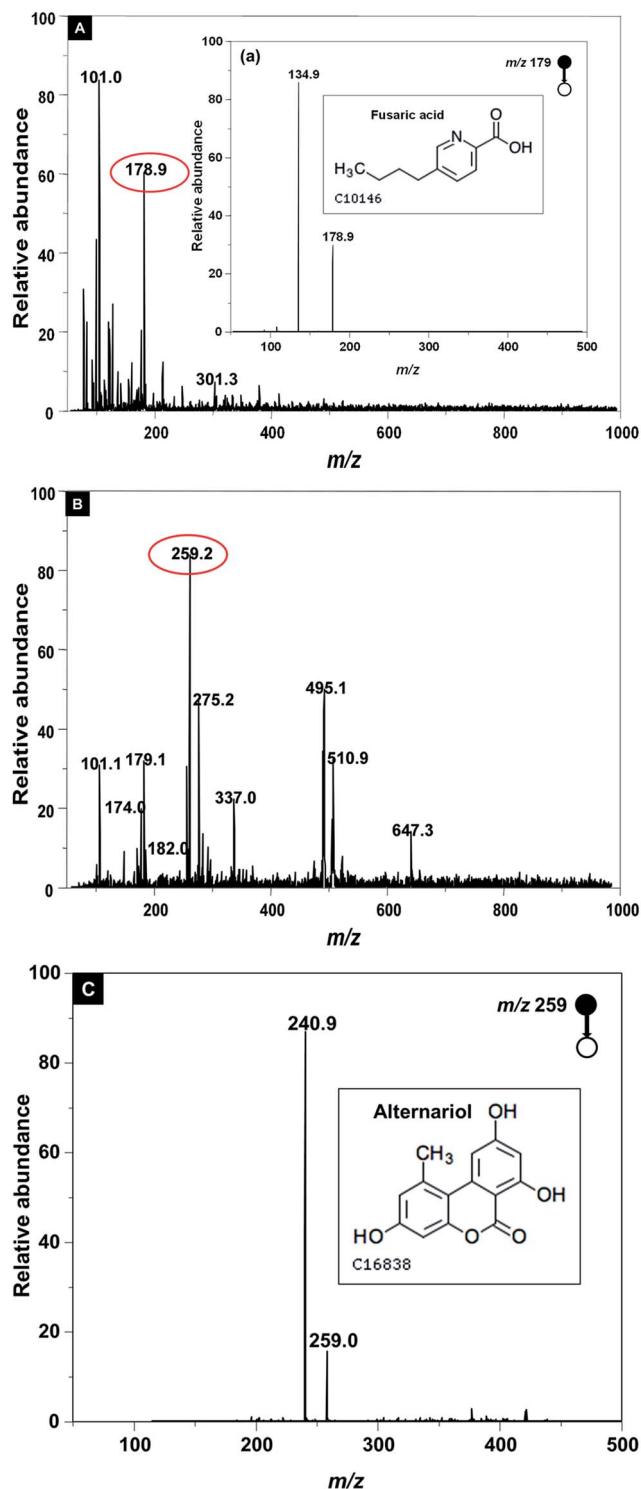 A
100
80
60
40
20
0
Relative abundance
101.0
178.9
301.3
200
400
600
800
1000
m/z
(a)
100
80
60
40
20
0
Relative abundance
134.9
178.9
m/z 179
Fusaric acid
H3C
N
O
OH
C10146
100
200
300
400
500
m/z
B
100
80
60
40
20
0
Relative abundance
259.2
275.2
495.1
510.9
101.1
179.1
174.0
182.0
337.0
647.3
200
400
600
800
1000
m/z
C
100
80
60
40
20
0
Relative abundance
240.9
259.0
m/z 259
Alternariol
OH
CH3
OH
HO
O
O
C16838
100
200
300
400
500
m/z